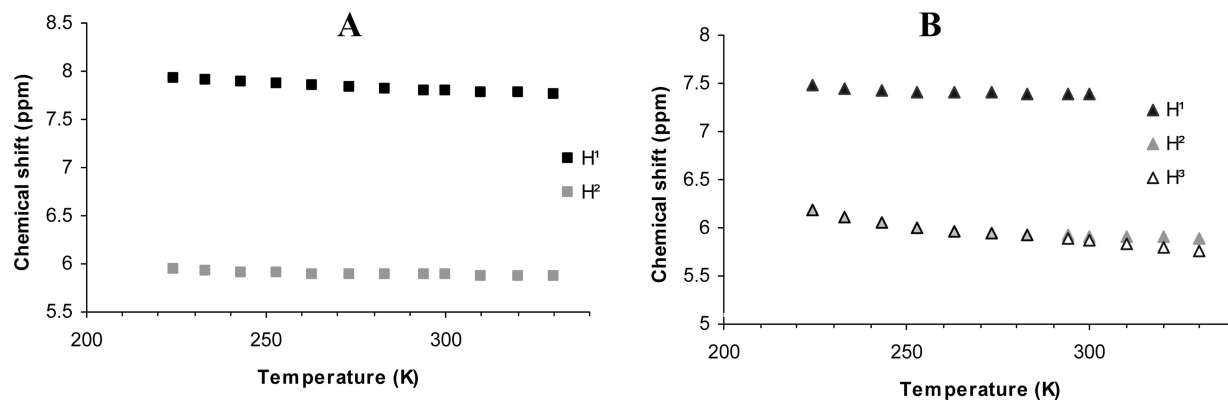 A
8.5
8
7.5
7
6.5
6
5.5
200
250
300
Chemical shift (ppm)
Temperature (K)
H¹
H²
B
8
7.5
7
6.5
6
5.5
5
200
250
300
Chemical shift (ppm)
Temperature (K)
H¹
H²
H³